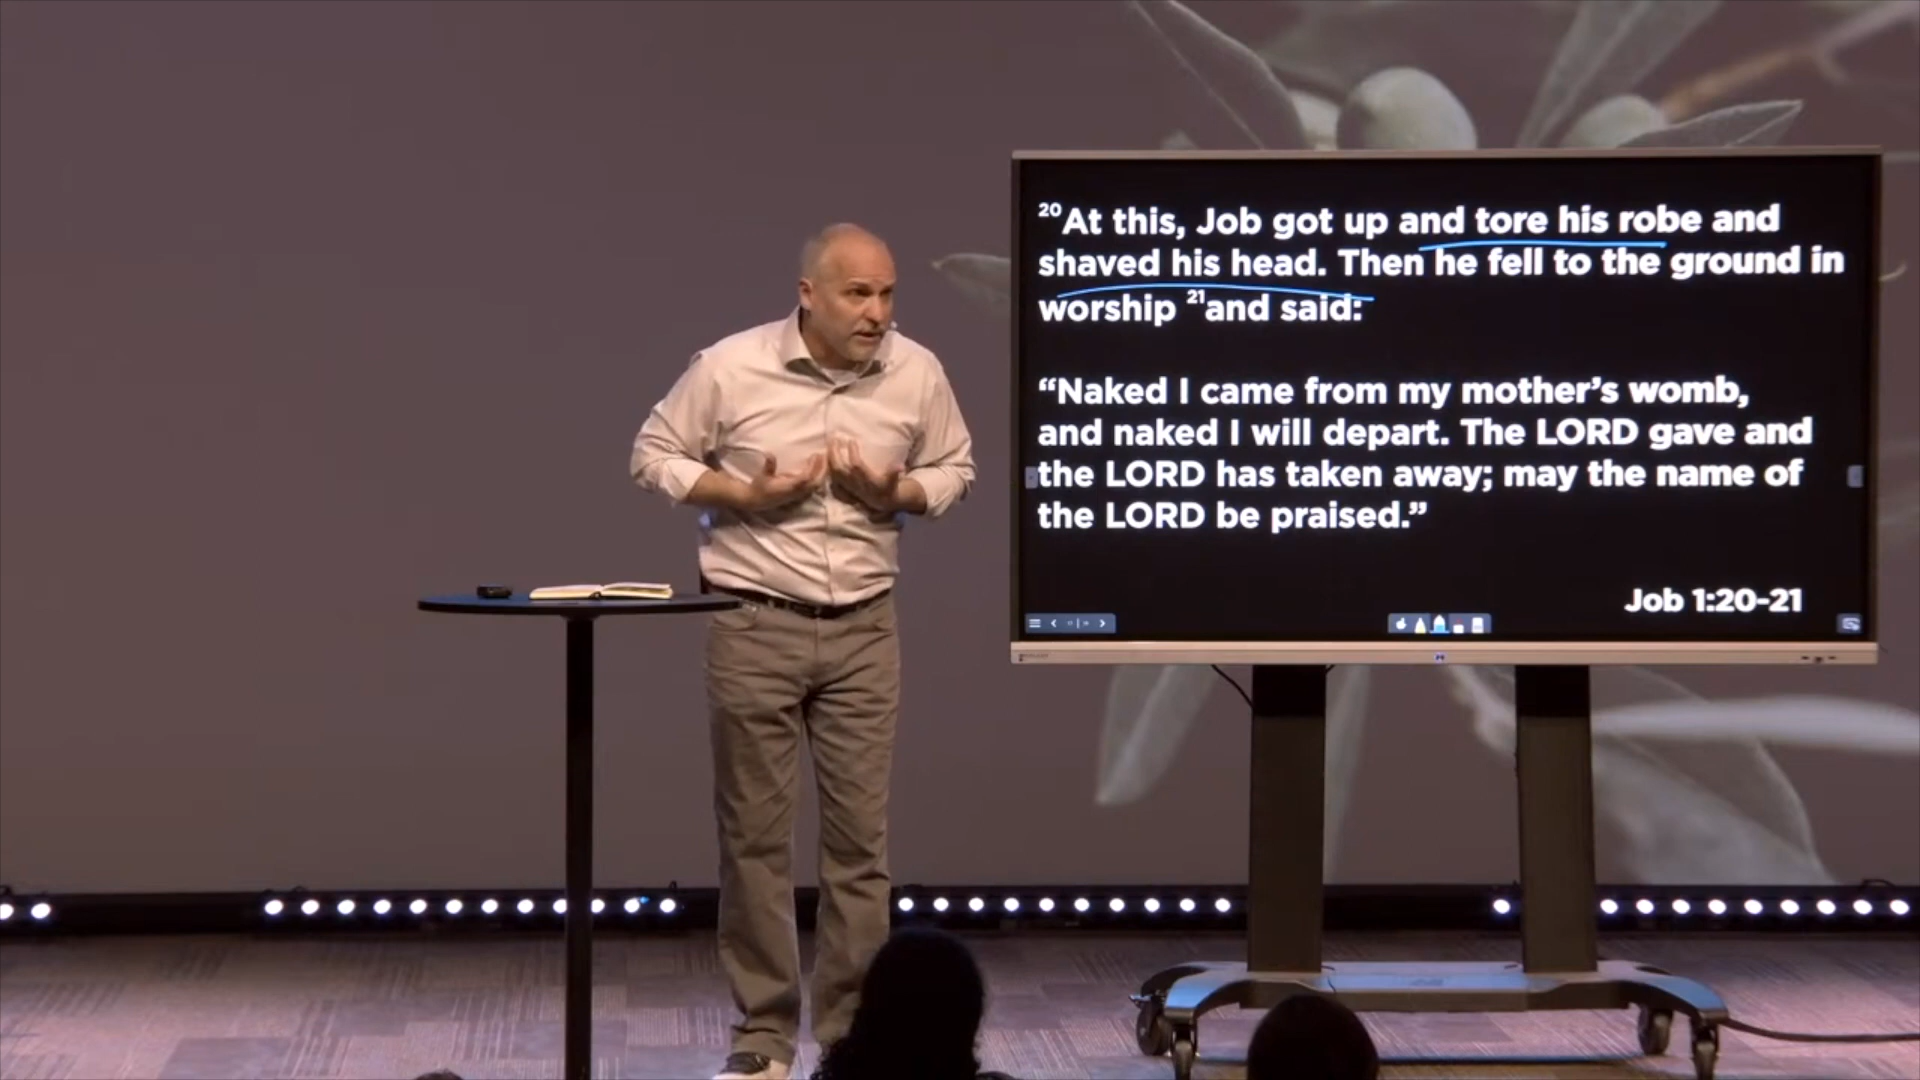 20At this, Job got up and tore his robe and
shaved his head. Then he fell to the ground in
worship 21and said:
“Naked I came from my mother’s womb,
and naked I will depart. The LORD gave and
the LORD has taken away; may the name of
the LORD be praised.”
Job 1:20-21